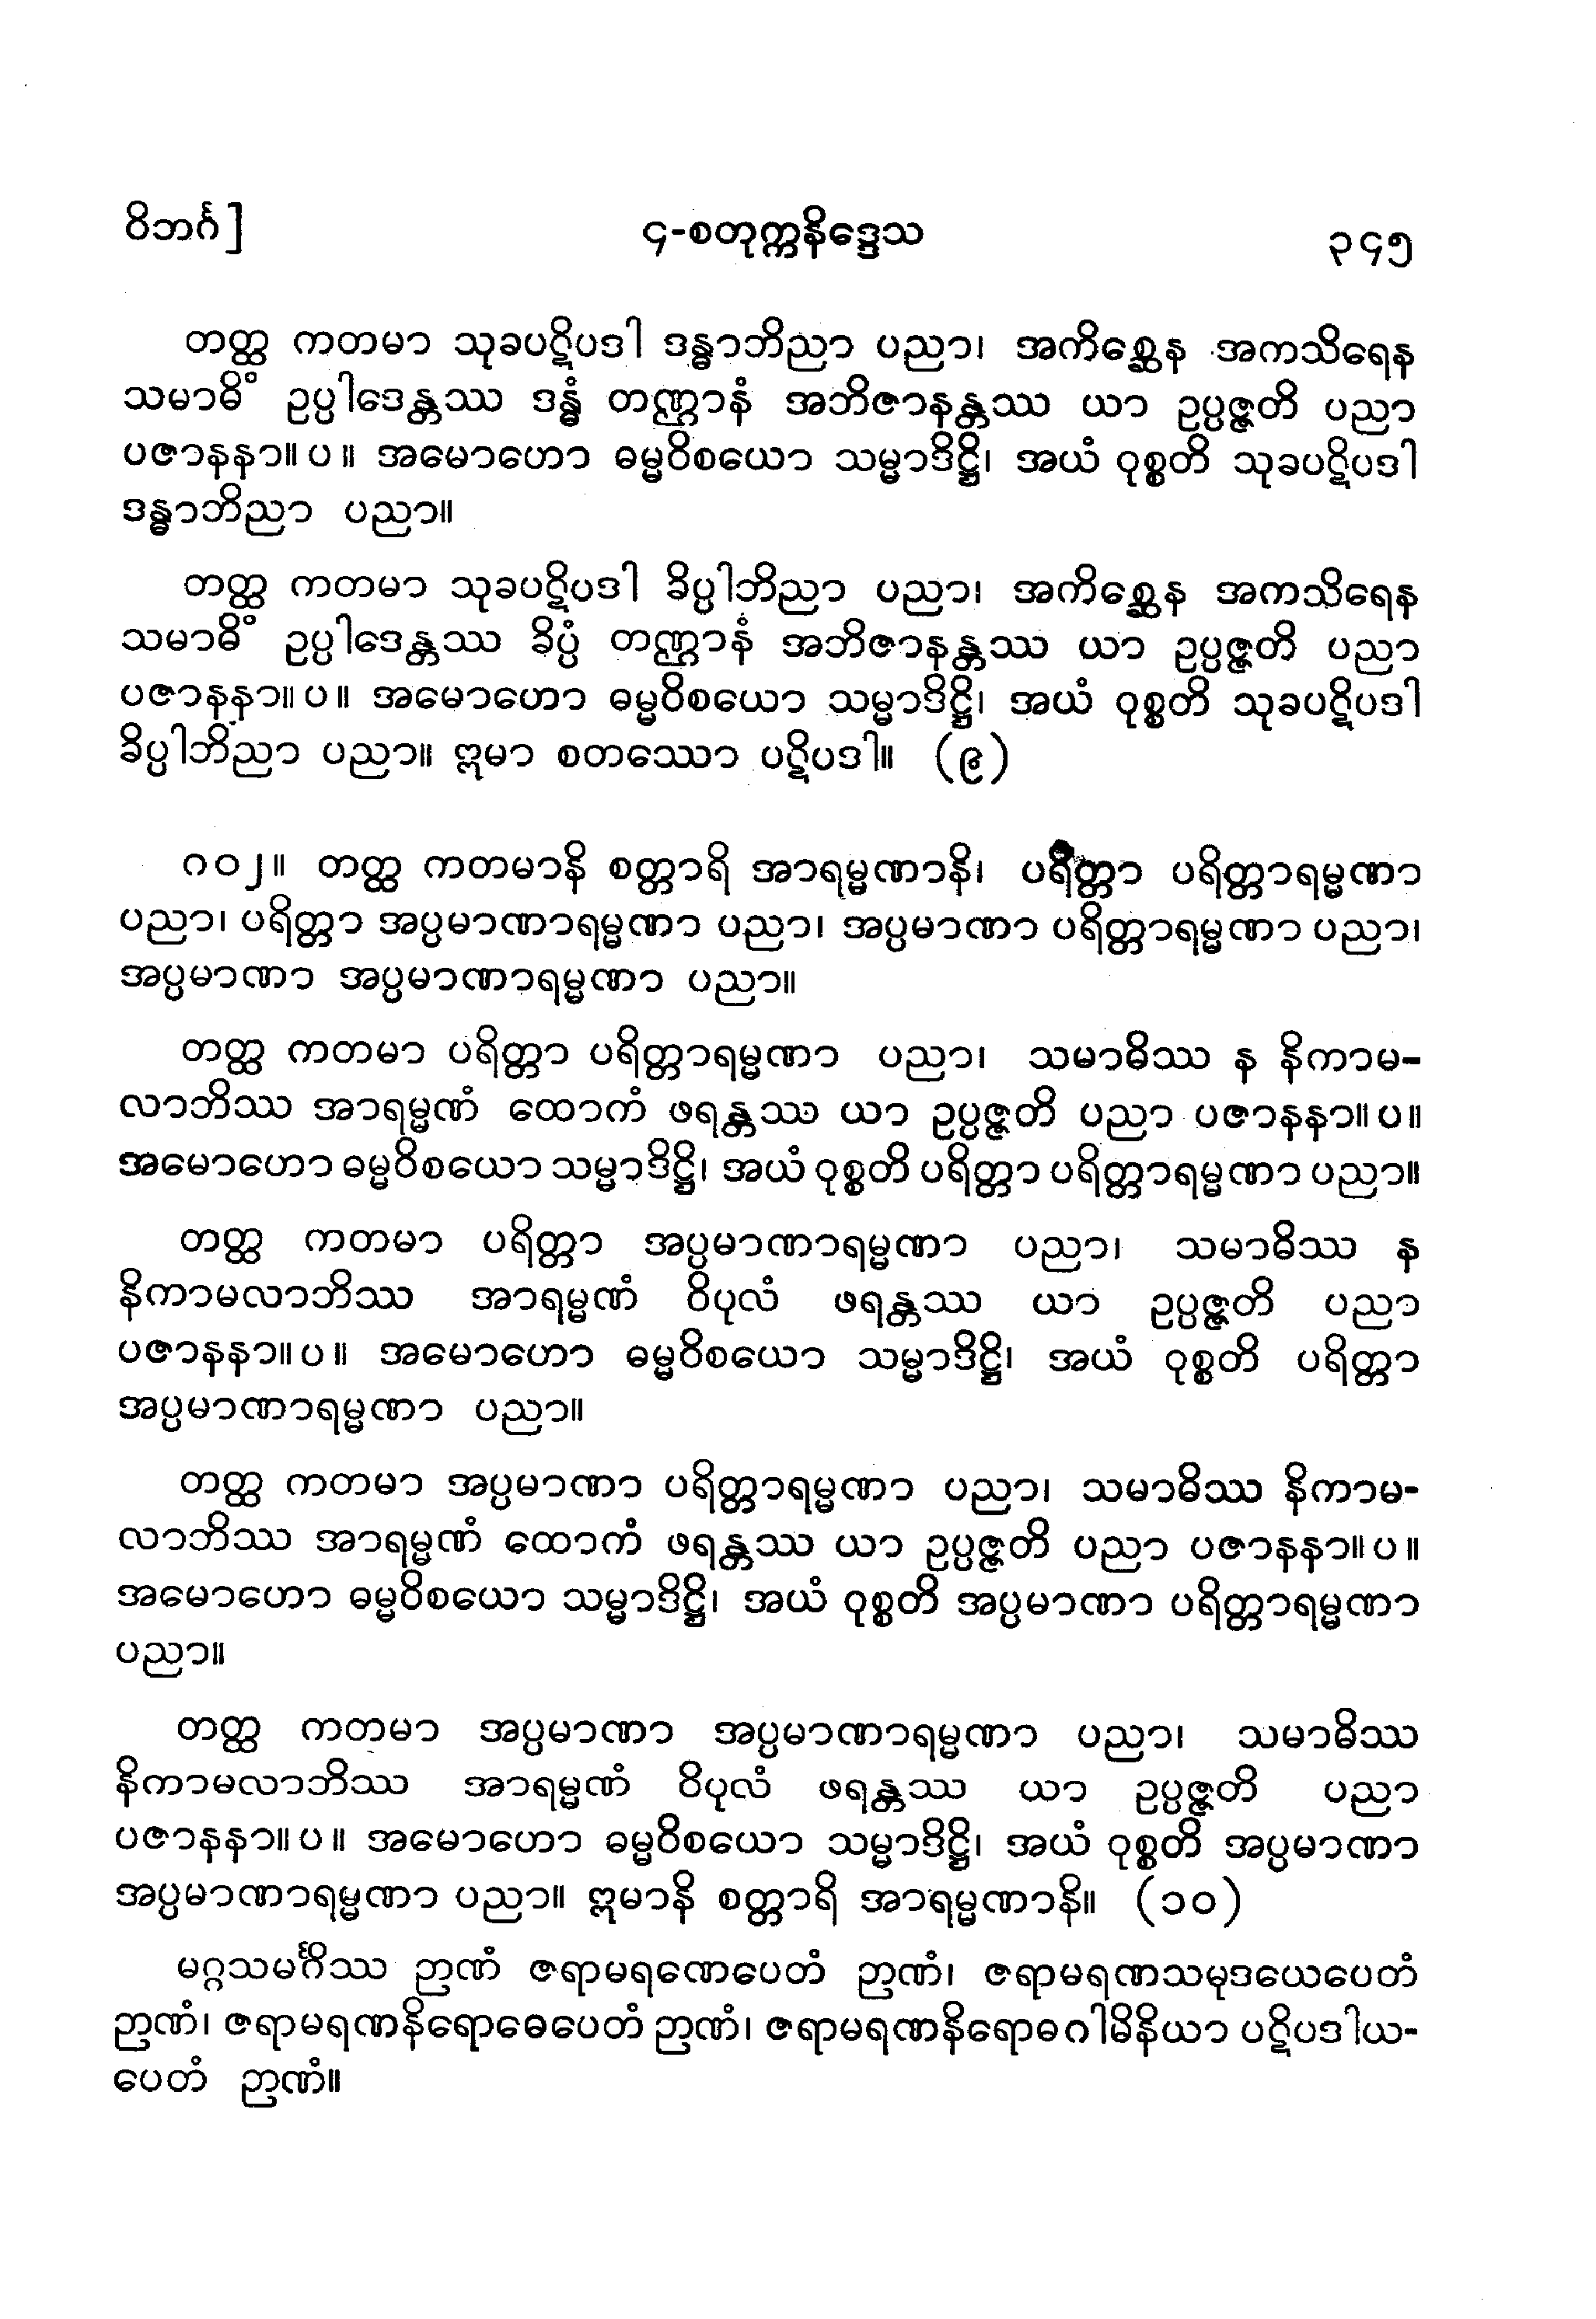 ဝိဘင်္ဂ]
၄-စတုက္ကနိဒ္ဒေသ
၃၄၅
တတ္ထ ကတမာ သုခပဋိပဒါ ဒန္ဓာဘိညာ ပညာ၊ အကိစ္ဆေန အကသိရေန
သမာဓိံ ဥပ္ပါဒေန္တဿ ဒန္ဓံ တဏ္ဌာနံ အဘိဇာနန္တဿ ယာ ဥပ္ပဇ္ဇတိ ပညာ
ပဇာနနာ။ ပ ။ အမောဟော ဓမ္မဝိစယော သမ္မာဒိဋ္ဌိ၊ အယံ ဝုစ္စတိ သုခပဋိပဒါ
ဒန္ဓာဘိညာ ပညာ။
တတ္ထ ကတမာ သုခပဋိပဒါ ခိပ္ပါဘိညာ ပညာ၊ အကိစ္ဆေန အကသိရေန
သမာဓိံ ဥပ္ပါဒေန္တဿ ခိပ္ပံ တဏ္ဌာနံ အဘိဇာနန္တဿ ယာ ဥပ္ပဇ္ဇတိ ပညာ
ပဇာနနာ။ ပ ။ အမောဟော ဓမ္မဝိစယော သမ္မာဒိဋ္ဌိ၊ အယံ ဝုစ္စတိ သုခပဋိပဒါ
ခိပ္ပါဘိညာ ပညာ။ ဣမာ စတဿော ပဋိပဒါ။ (၉)
၈၀၂။ တတ္ထ ကတမာနိ စတ္တာရိ အာရမ္မဏာနိ၊ ပရိတ္တာ ပရိတ္တာရမ္မဏာ
ပညာ၊ ပရိတ္တာ အပ္ပမာဏာရမ္မဏာ ပညာ၊ အပ္ပမာဏာ ပရိတ္တာရမ္မဏာ ပညာ၊
အပ္ပမာဏာ အပ္ပမာဏာရမ္မဏာ ပညာ။
တတ္ထ ကတမာ ပရိတ္တာ ပရိတ္တာရမ္မဏာ ပညာ၊ သမာဓိဿ န နိကာမ-
လာဘိဿ အာရမ္မဏံ ထောကံ ဖရန္တဿ ယာ ဥပ္ပဇ္ဇတိ ပညာ ပဇာနနာ။ ပ ။
အမောဟော ဓမ္မဝိစယော သမ္မာဒိဋ္ဌိ၊ အယံ ဝုစ္စတိ ပရိတ္တာ ပရိတ္တာရမ္မဏာ ပညာ။
တတ္ထ ကတမာ ပရိတ္တာ အပ္ပမာဏာရမ္မဏာ ပညာ၊ သမာဓိဿ န
နိကာမလာဘိဿ အာရမ္မဏံ ဝိပုလံ ဖရန္တဿ ယာ ဥပ္ပဇ္ဇတိ ပညာ
ပဇာနနာ။ ပ ။ အမောဟော ဓမ္မဝိစယော သမ္မာဒိဋ္ဌိ၊ အယံ ဝုစ္စတိ ပရိတ္တာ
အပ္ပမာဏာရမ္မဏာ ပညာ။
တတ္ထ ကတမာ အပ္ပမာဏာ ပရိတ္တာရမ္မဏာ ပညာ၊ သမာဓိဿ နိကာမ-
လာဘိဿ အာရမ္မဏံ ထောကံ ဖရန္တဿ ယာ ဥပ္ပဇ္ဇတိ ပညာ ပဇာနနာ။ ပ ။
အမောဟော ဓမ္မဝိစယော သမ္မာဒိဋ္ဌိ၊ အယံ ဝုစ္စတိ အပ္ပမာဏာ ပရိတ္တာရမ္မဏာ
ပညာ။
တတ္ထ ကတမာ အပ္ပမာဏာ အပ္ပမာဏာရမ္မဏာ ပညာ၊ သမာဓိဿ
နိကာမလာဘိဿ အာရမ္မဏံ ဝိပုလံ ဖရန္တဿ ယာ ဥပ္ပဇ္ဇတိ ပညာ
ပဇာနနာ။ ပ ။ အမောဟော ဓမ္မဝိစယော သမ္မာဒိဋ္ဌိ၊ အယံ ဝုစ္စတိ အပ္ပမာဏာ
အပ္ပမာဏာရမ္မဏာ ပညာ။ ဣမာနိ စတ္တာရိ အာရမ္မဏာနိ။ (၁၀)
မဂ္ဂသမင်္ဂိဿ ဉာဏံ ဇရာမရဏေပေတံ ဉာဏံ၊ ဇရာမရဏသမုဒယေပေတံ
ဉာဏံ၊ ဇရာမရဏနိရောဓေပေတံ ဉာဏံ၊ ဇရာမရဏနိရောဓဂါမိနိယာ ပဋိပဒါယ-
ပေတံ ဉာဏံ။